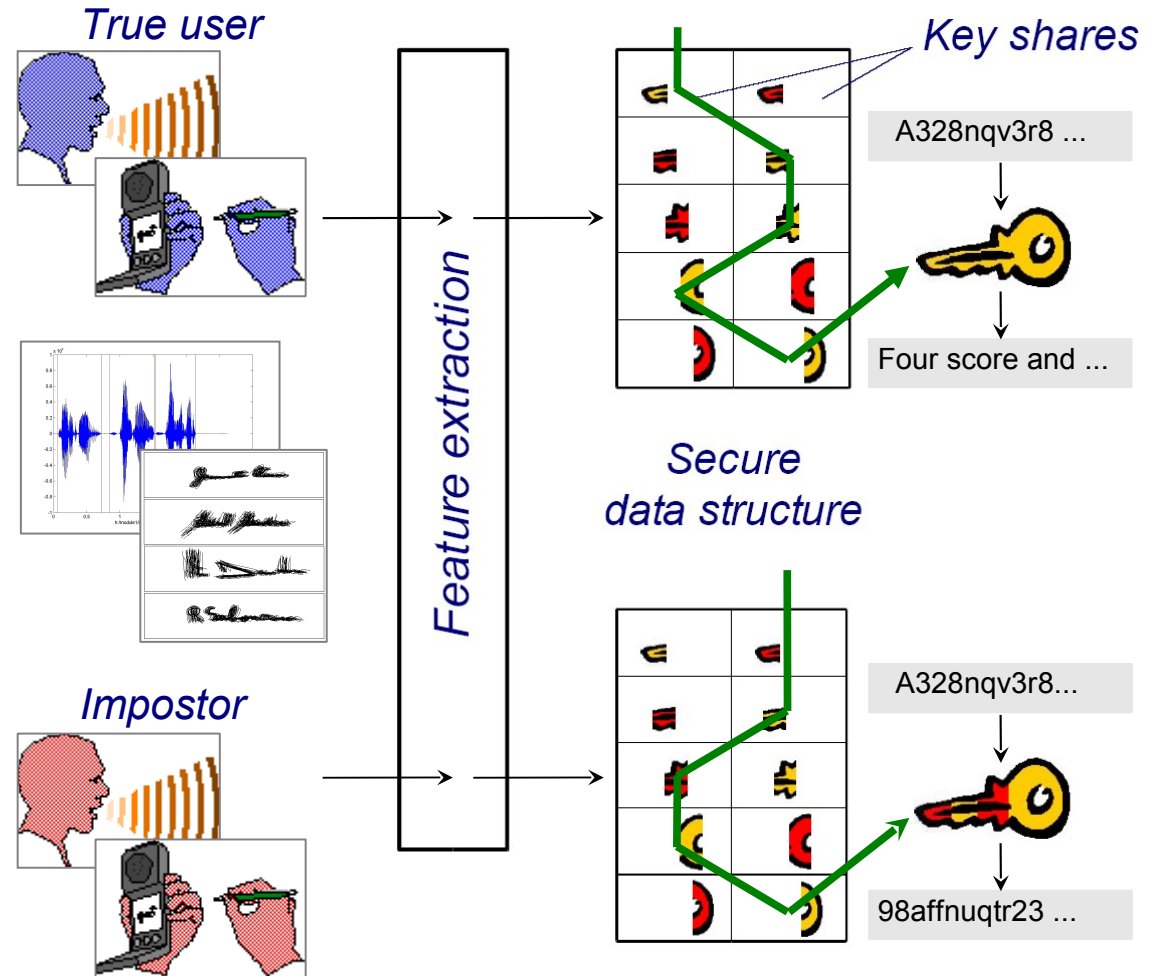 True user
Key shares
A328nqv3r8 ...
Four score and ...
Feature extraction
Secure
data structure
Impostor
A328nqv3r8...
98affnuqtr23 ...